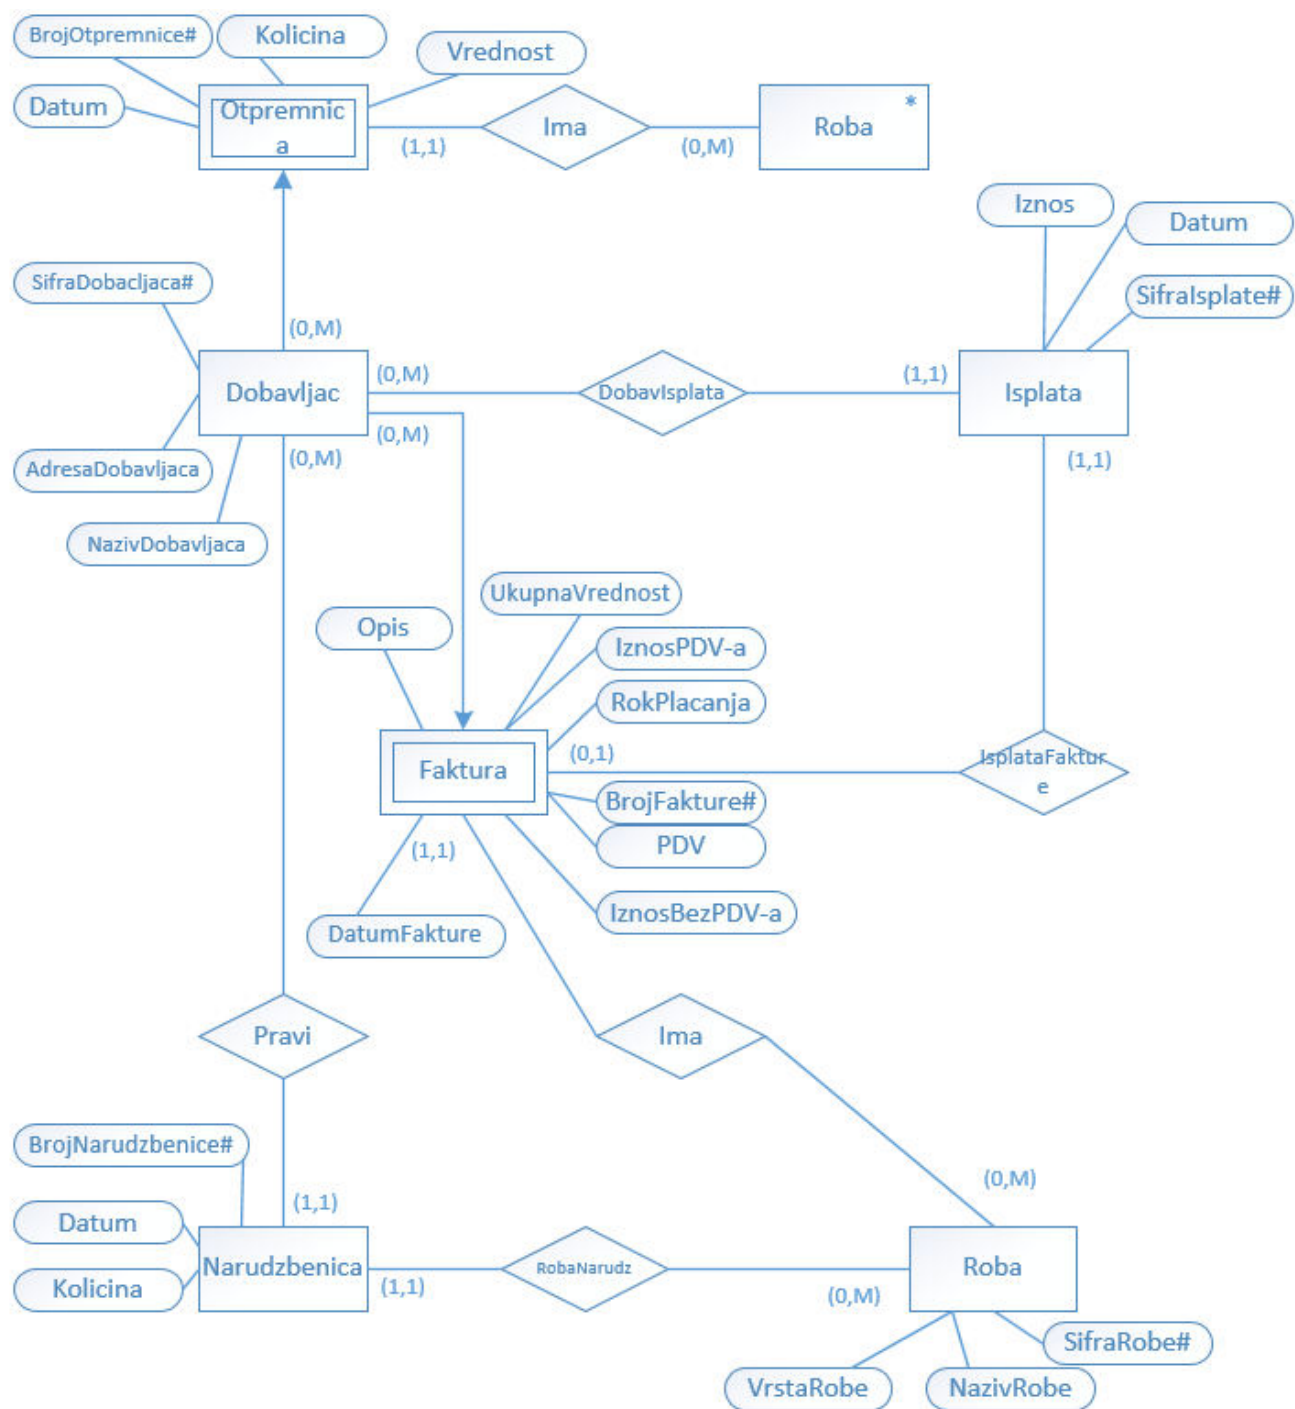 BrojOtpremnice#
Kolicina
Vrednost
Datum
Otpremnic
a
Ima
Roba
*
(1,1)
(0,M)
Iznos
Datum
SifraIsplate#
SifraDobacljaca#
(0,M)
Dobavljac
(0,M)
DobavIsplata
(1,1)
Isplata
(0,M)
(0,M)
(1,1)
AdresaDobavljaca
NazivDobavljaca
UkupnaVrednost
Opis
IznosPDV-a
RokPlacanja
Faktura
(0,1)
IsplataFaktur
e
BrojFakture#
PDV
(1,1)
IznosBezPDV-a
DatumFakture
Pravi
Ima
BrojNarudzbenice#
(0,M)
(1,1)
Datum
Narudzbenica
Kolicina
(1,1)
RobaNarudz
(0,M)
Roba
SifraRobe#
VrstaRobe
NazivRobe